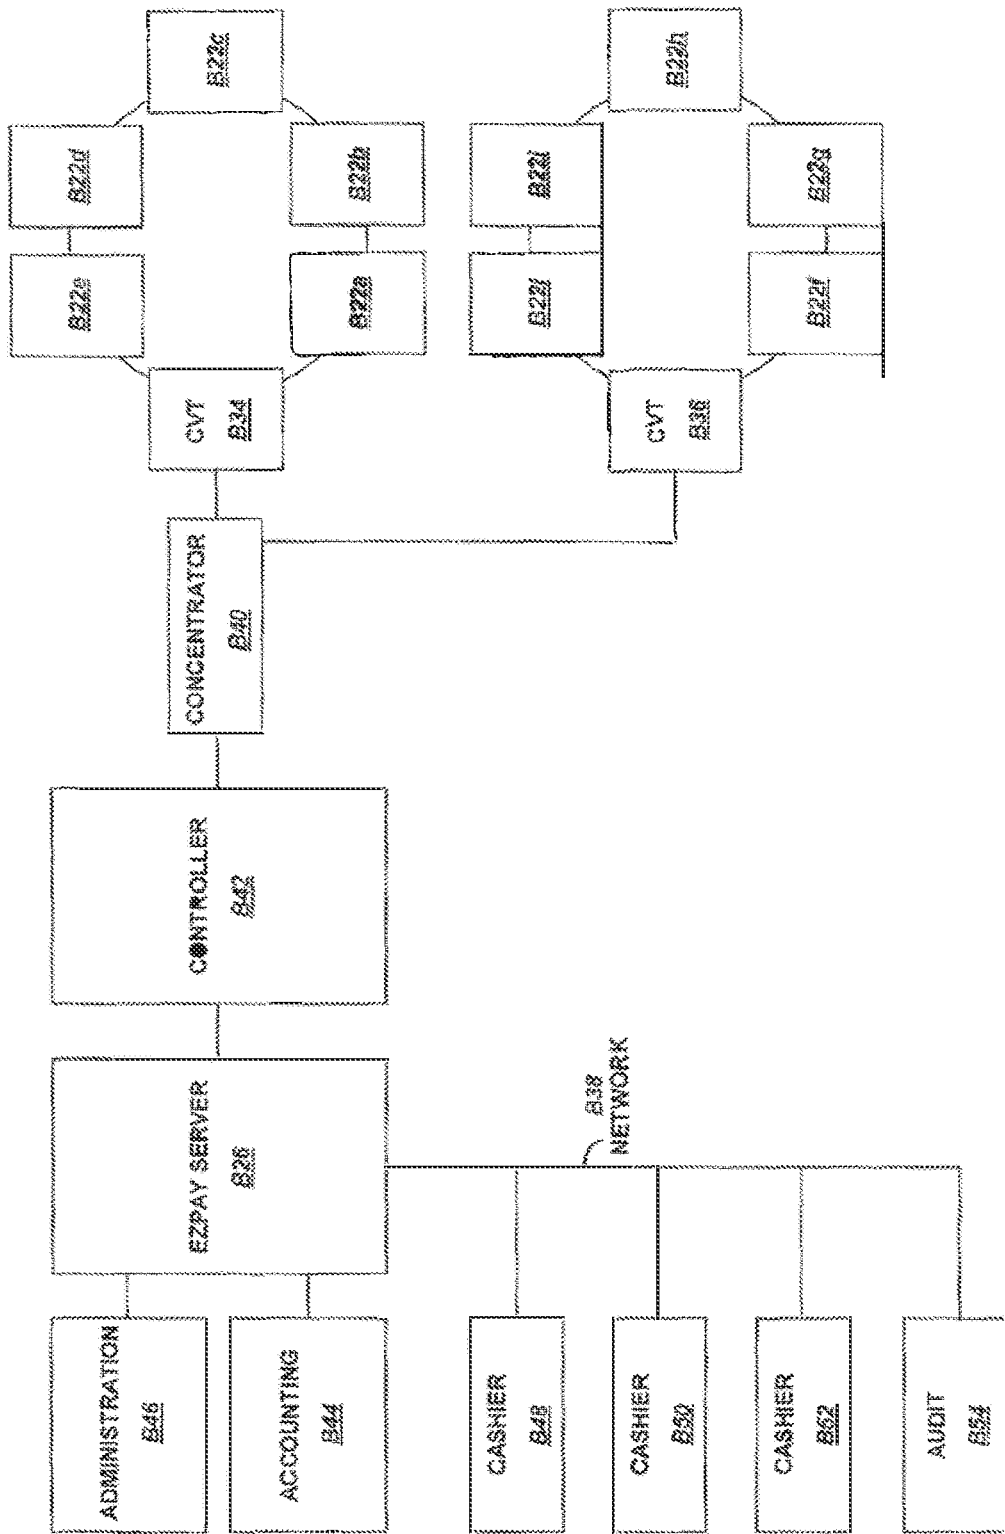 ADMINISTRATION
B46
ACCOUNTING
B44
CASHIER
B48
CASHIER
B50
CASHIER
B52
AUDIT
B54
EZPAY SERVER
B26
B38
NETWORK
CONTROLLER
B42
CONCENTRATOR
B40
CVT
B34
CVT
B36
B22e
B22a
B22j
B22f
B22d
B22b
B22i
B22g
B23c
B22h